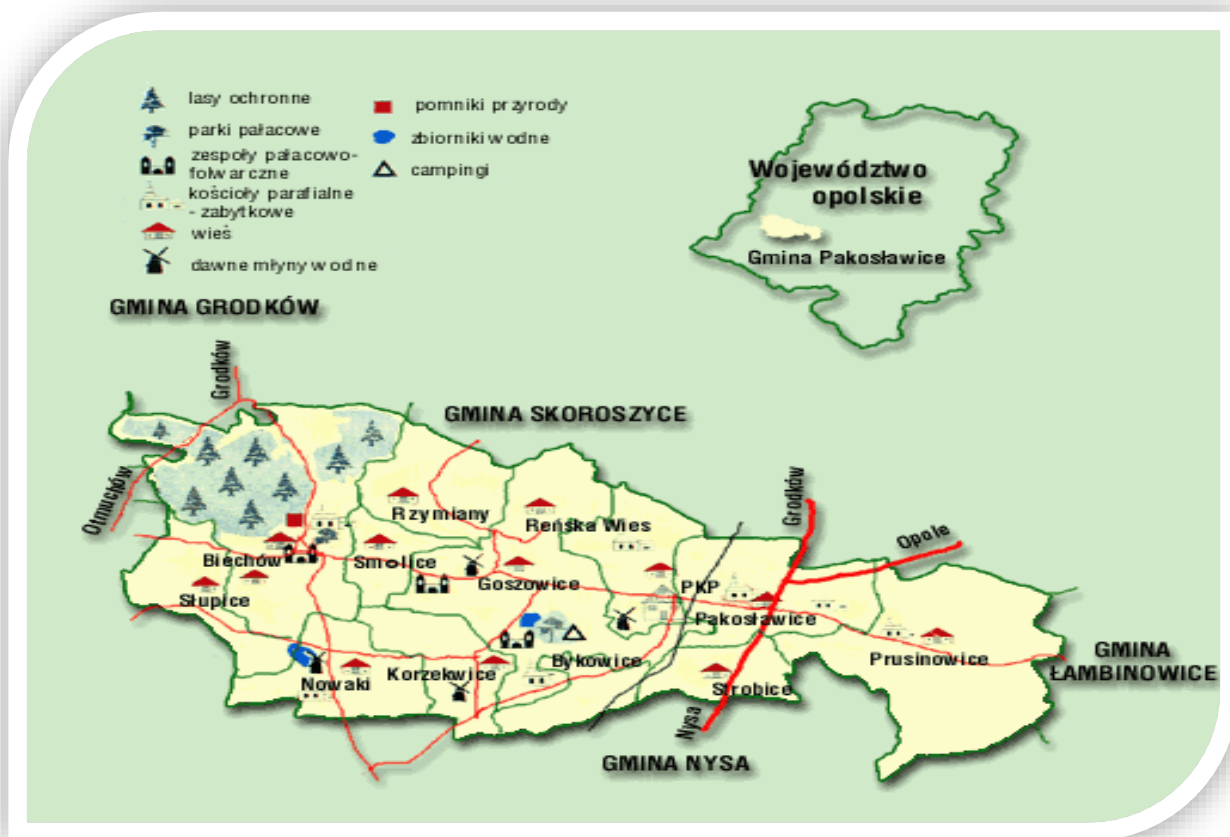 lasy ochronne
parki pałacowe
zespoły pałacowo-
folwarczne
kościoły parafialne
- zabytkowe
wieś
dawne młyny wodne
pomniki przyrody
zbiorniki wodne
campingi
Województwo
opolskie
Gmina Pakosławice
GMINA GRODKÓW
Grodków
GMINA SKOROSZYCE
Otmuchów
Grodków
Opole
Rzymiany
Reńska Wies
Biechów
Smolice
Goszowice
PKP
Słupice
Pakosławice
Prusinowice
GMINA
ŁAMBINOWICE
Nowaki
Korzekwice
Bykowice
Strobice
Nysa
GMINA NYSA